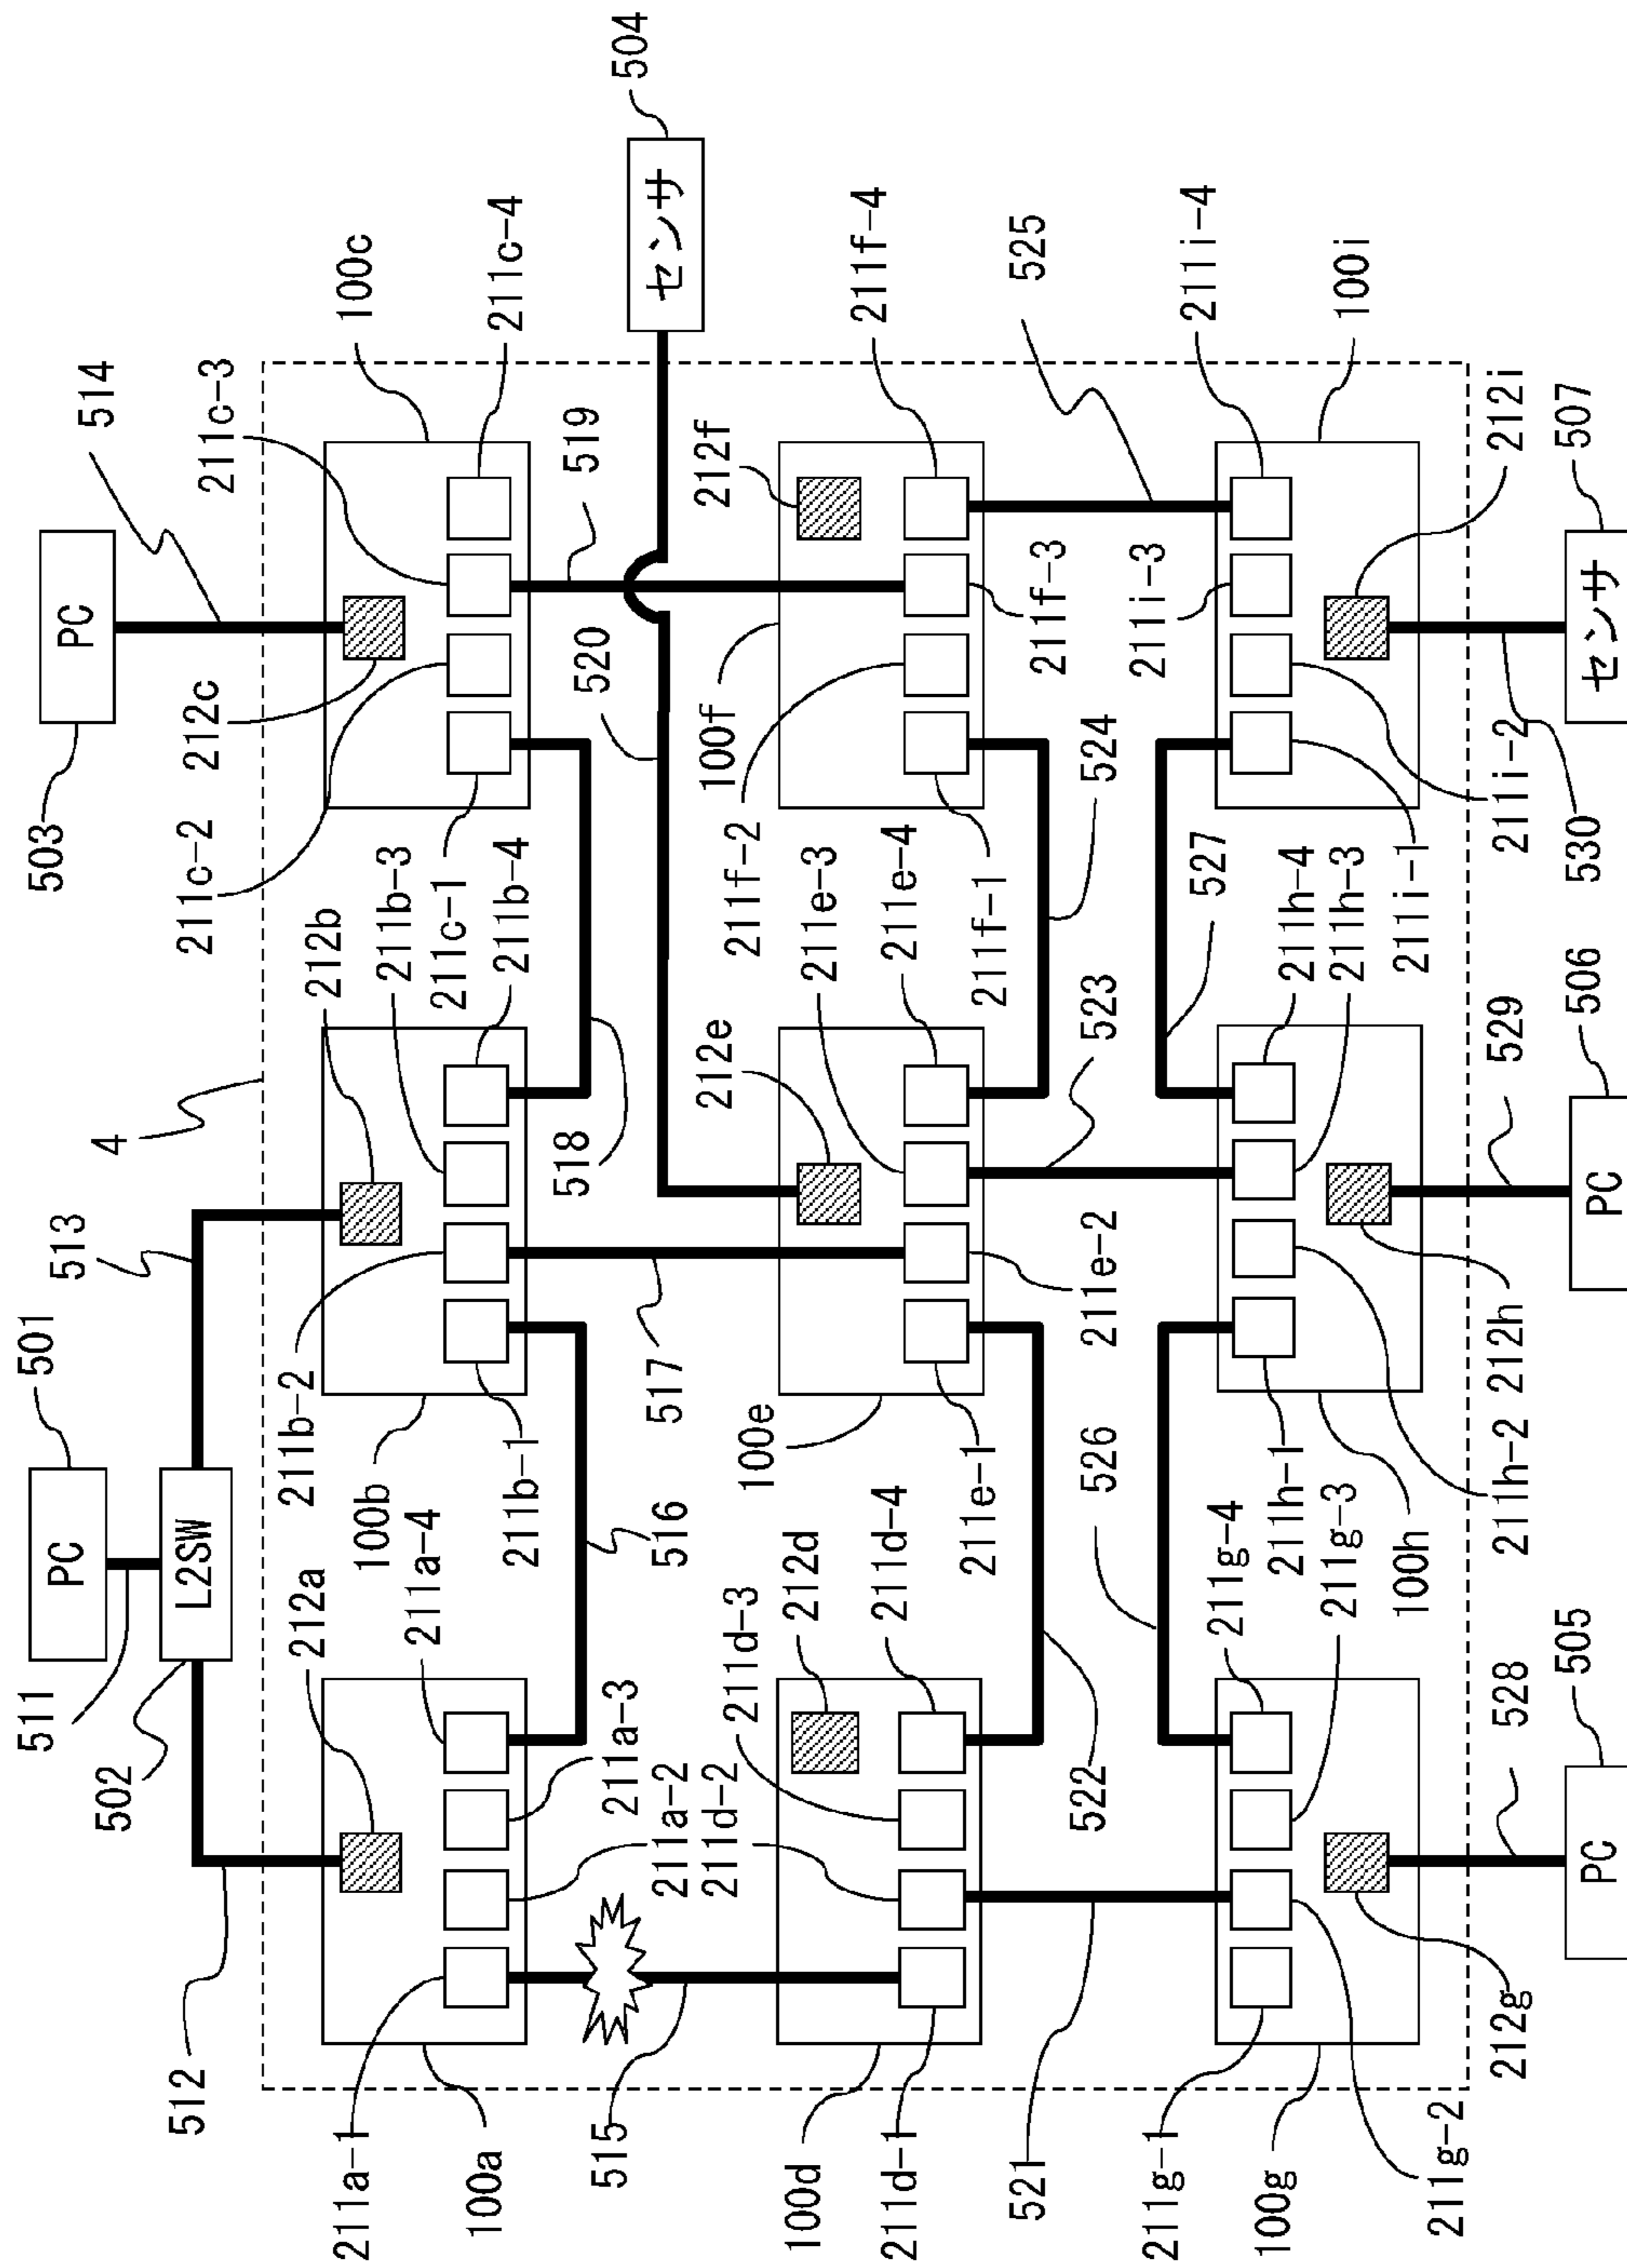 501
PC
511
L2SW
502
512
513
4
503
PC
514
212a
212b
212c
211c-2
211c-3
100c
211a-1
100a
211a-4
211a-3
211a-2
211b-2
100b
211b-1
211b-3
211b-4
211c-1
211c-4
504
センサ
515
516
517
518
519
520
100d
211d-1
211d-2
211d-3
212d
211d-4
100e
211e-1
211e-2
212e
211e-3
211e-4
100f
211f-2
211f-1
211f-3
212f
211f-4
521
522
523
524
525
526
527
211g-1
100g
211g-2
212g
211g-4
211g-3
211h-1
100h
211h-2
212h
211h-4
211h-3
211i-1
211i-2
211i-3
211i-4
100i
212i
528
505
PC
529
506
PC
530
507
センサ